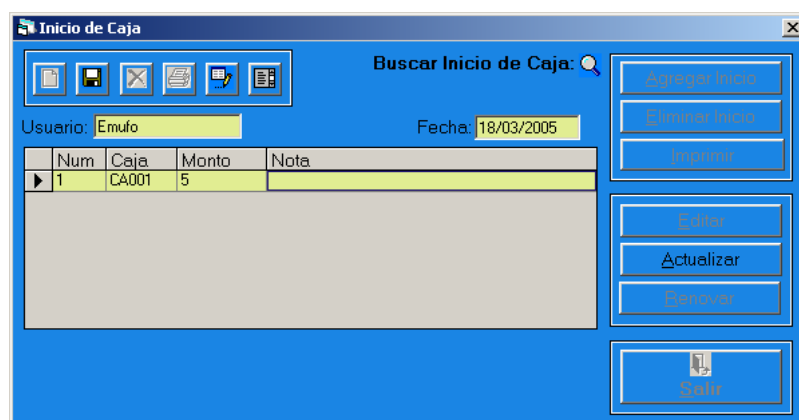 Inicio de Caja
Buscar Inicio de Caja:
Agregar Inicio
Eliminar Inicio
Imprimir
Usuario: Emufo
Fecha: 18/03/2005
Num Caja Monto Nota
1 CA001 5
Editar
Actualizar
Renovar
Salir